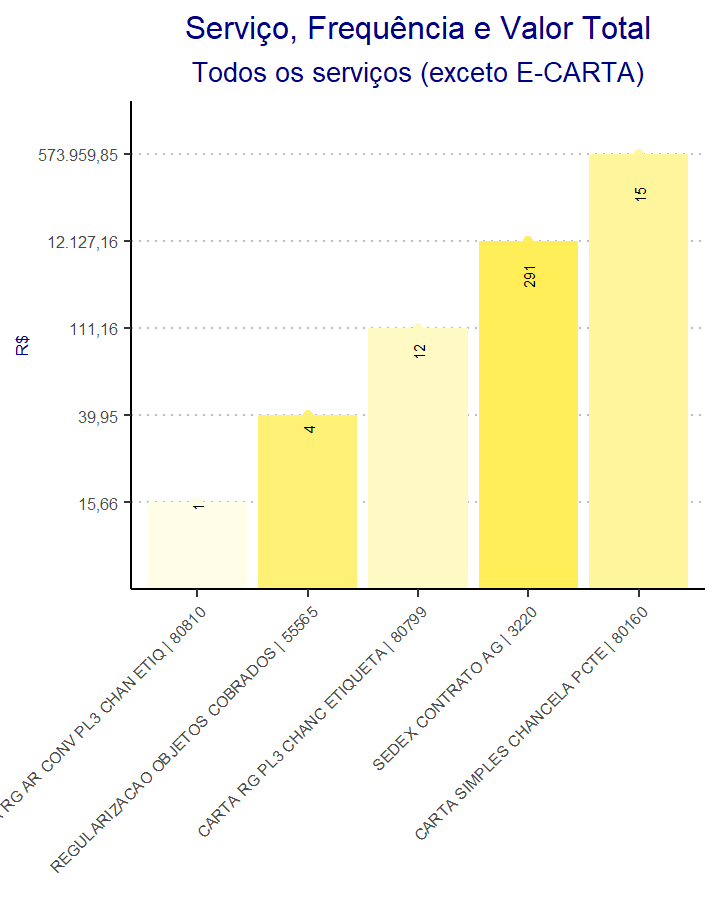 Serviço, Frequência e Valor Total
Todos os serviços (exceto E-CARTA)
R$
573.959,85
12.127,16
111,16
39,95
15,66
1
4
12
291
15
RG AR CONV PL3 CHAN ETIQ | 80810
REGULARIZACAO OBJETOS COBRADOS | 55565
CARTA RG PL3 CHANC ETIQUETA | 80799
SEDEX CONTRATO AG | 3220
CARTA SIMPLES CHANCELA PCTE | 80160